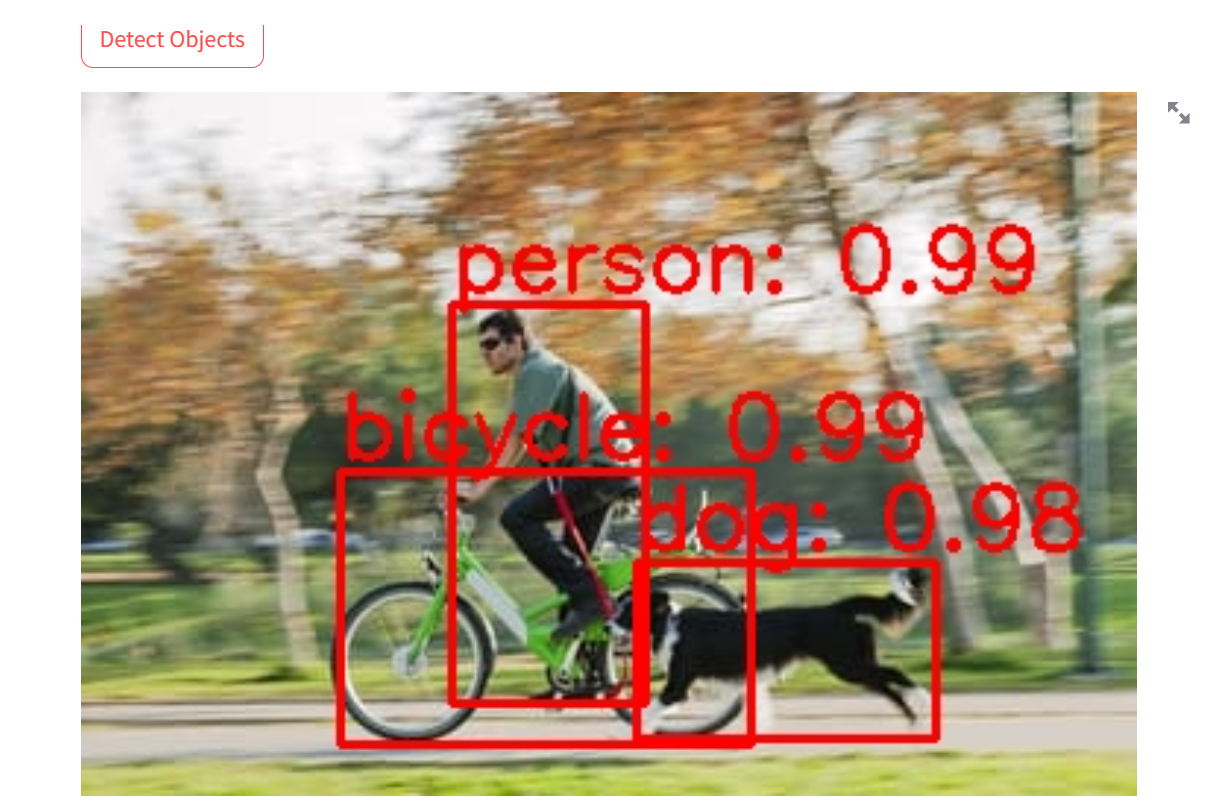 Detect Objects
person: 0.99
bicycle: 0.99
dog: 0.98